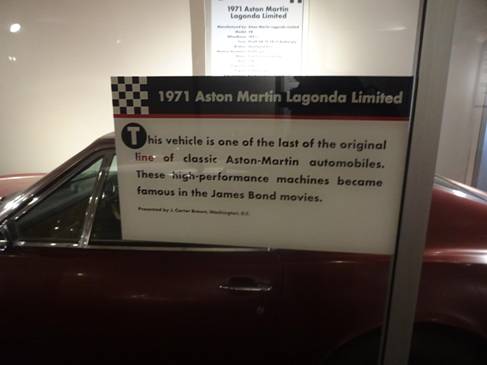 1971 Aston Martin
Lagonda Limited
1971 Aston Martin Lagonda Limited
This vehicle is one of the last of the original
line of classic Aston-Martin automobiles.
These high-performance machines became
famous in the James Bond movies.
Presented by J. Carter Brown, Washington, D.C.